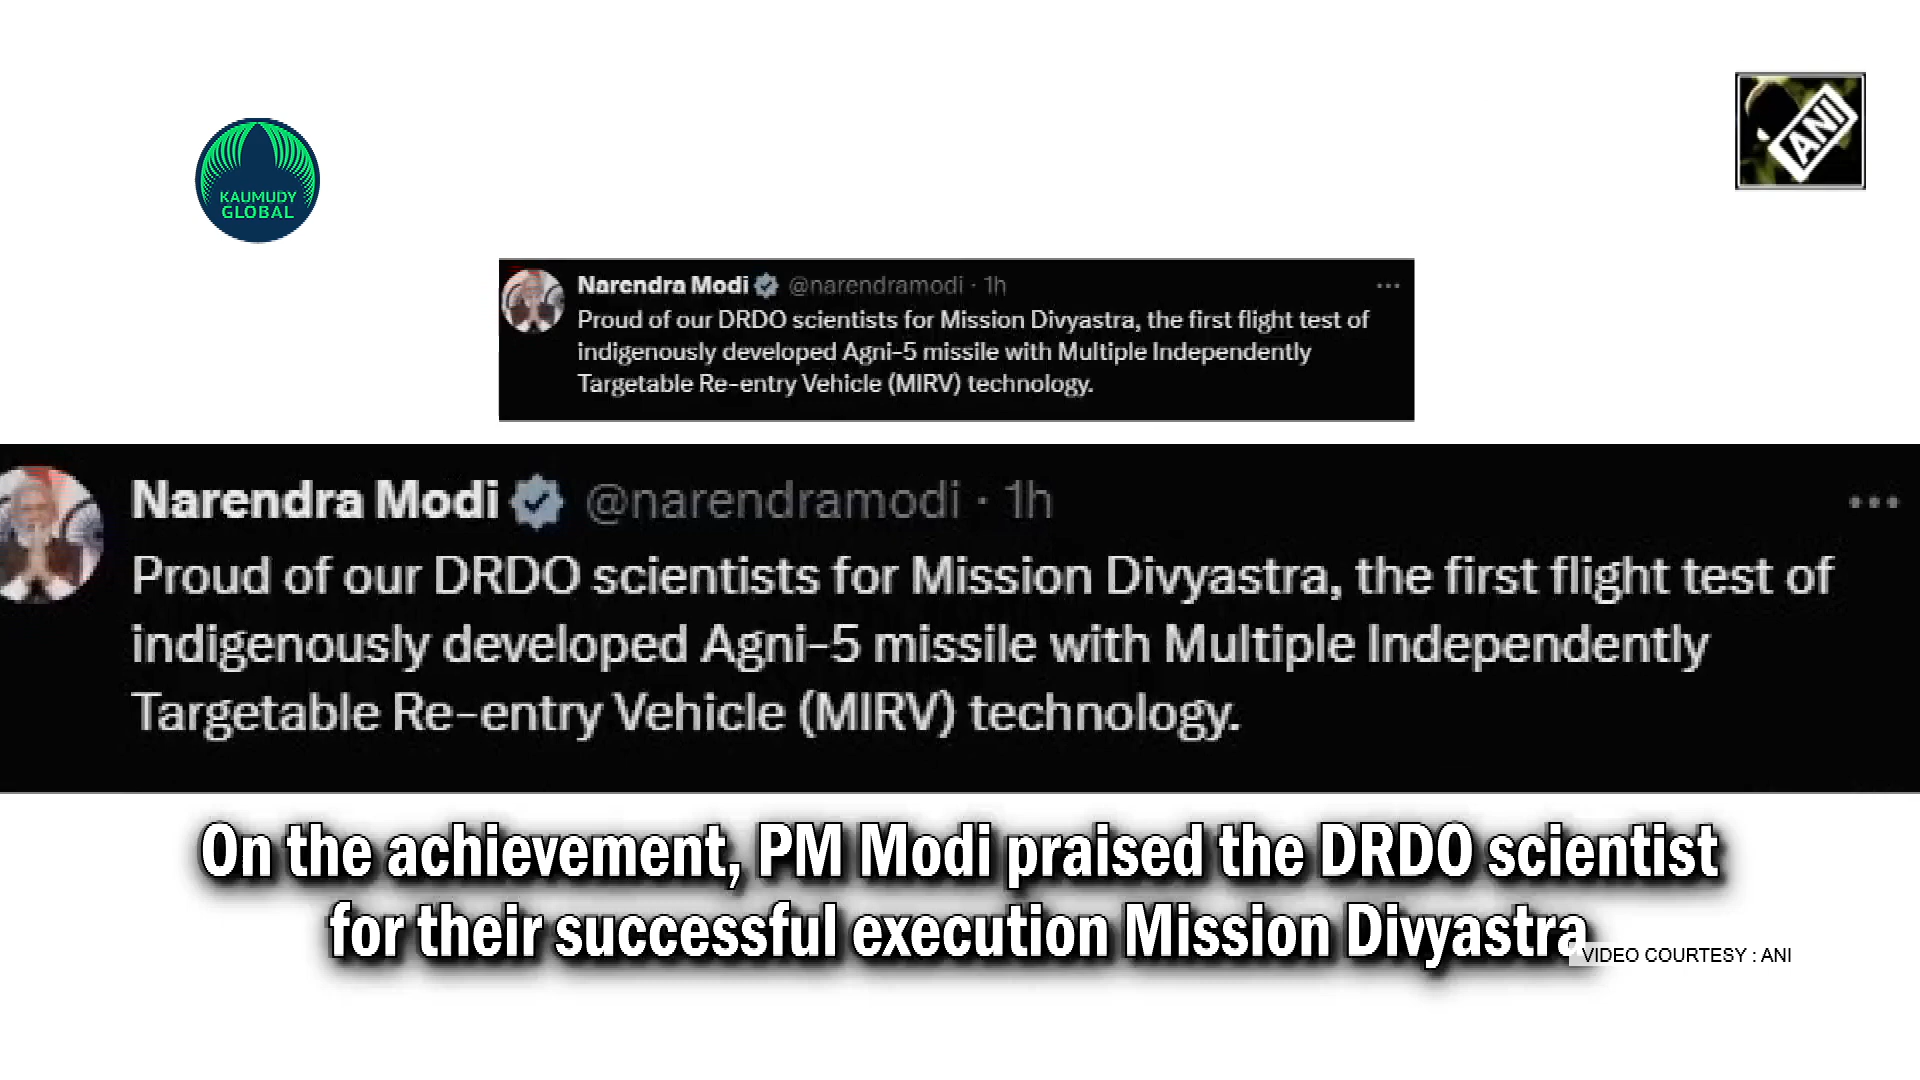 KAUMUDY
GLOBAL
ANI
Narendra Modi @narendramodi · 1h
Proud of our DRDO scientists for Mission Divyastra, the first flight test of
indigenously developed Agni-5 missile with Multiple Independently
Targetable Re-entry Vehicle (MIRV) technology.
Narendra Modi @narendramodi · 1h
Proud of our DRDO scientists for Mission Divyastra, the first flight test of
indigenously developed Agni-5 missile with Multiple Independently
Targetable Re-entry Vehicle (MIRV) technology.
On the achievement, PM Modi praised the DRDO scientist
for their successful execution Mission Divyastra
VIDEO COURTESY : ANI